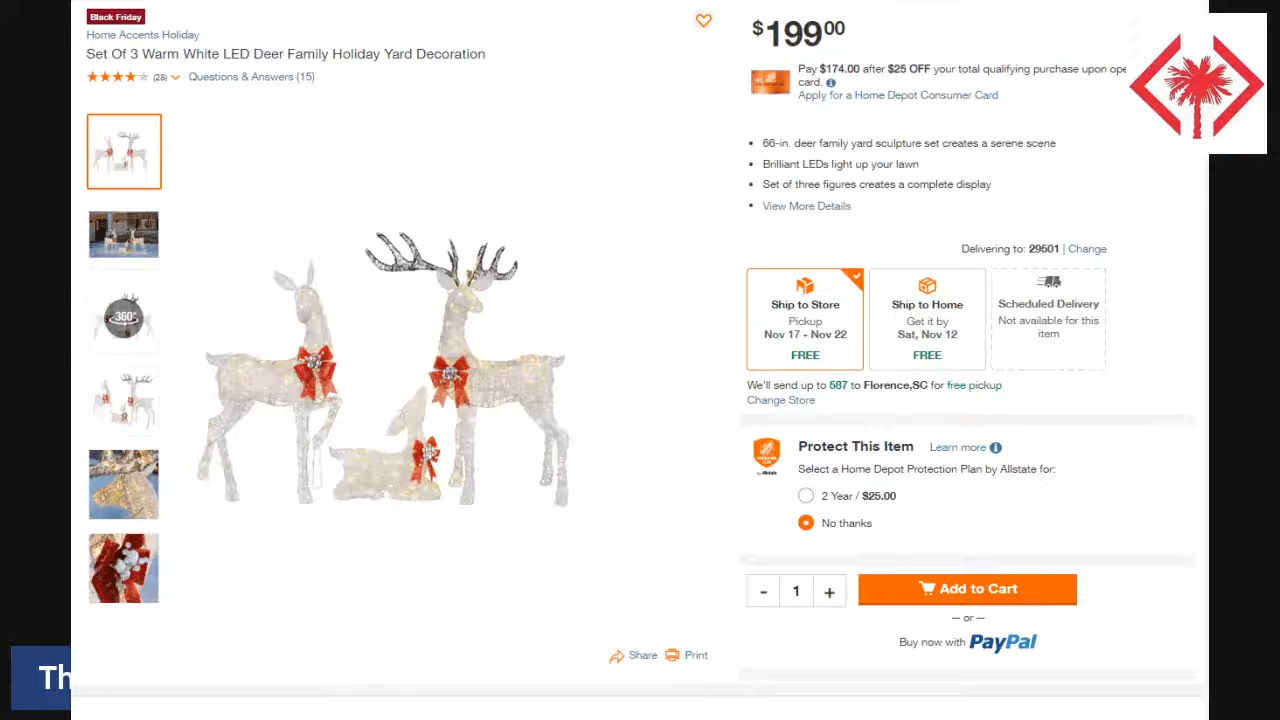 Black Friday
Home Accents Holiday
Set Of 3 Warm White LED Deer Family Holiday Yard Decoration
(28) Questions & Answers (15)
360°
Share Print
$199.00
Pay $174.00 after $25 OFF your total qualifying purchase upon ope
card.
Apply for a Home Depot Consumer Card
66-in. deer family yard sculpture set creates a serene scene
Brilliant LEDs light up your lawn
Set of three figures creates a complete display
View More Details
Delivering to: 29501 | Change
Ship to Store
Pickup
Nov 17 - Nov 22
FREE
Ship to Home
Get it by
Sat, Nov 12
FREE
Scheduled Delivery
Not available for this
item
We'll send up to 587 to Florence,SC for free pickup
Change Store
Protect This Item Learn more
Select a Home Depot Protection Plan by Allstate for:
2 Year / $25.00
No thanks
- 1 +
Add to Cart
— or —
Buy now with PayPal
Th